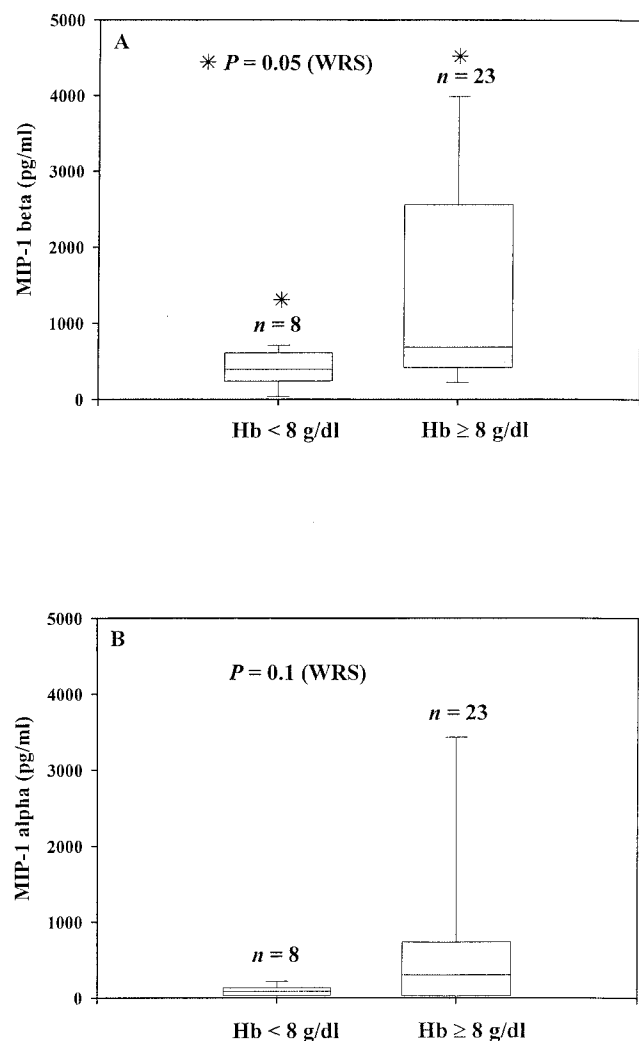 A
* P = 0.05 (WRS)
*
n = 23
*
n = 8
MIP-1 beta (pg/ml)
5000
4000
3000
2000
1000
0
Hb < 8 g/dl
Hb ≥ 8 g/dl
B
P = 0.1 (WRS)
n = 23
n = 8
MIP-1 alpha (pg/ml)
5000
4000
3000
2000
1000
0
Hb < 8 g/dl
Hb ≥ 8 g/dl